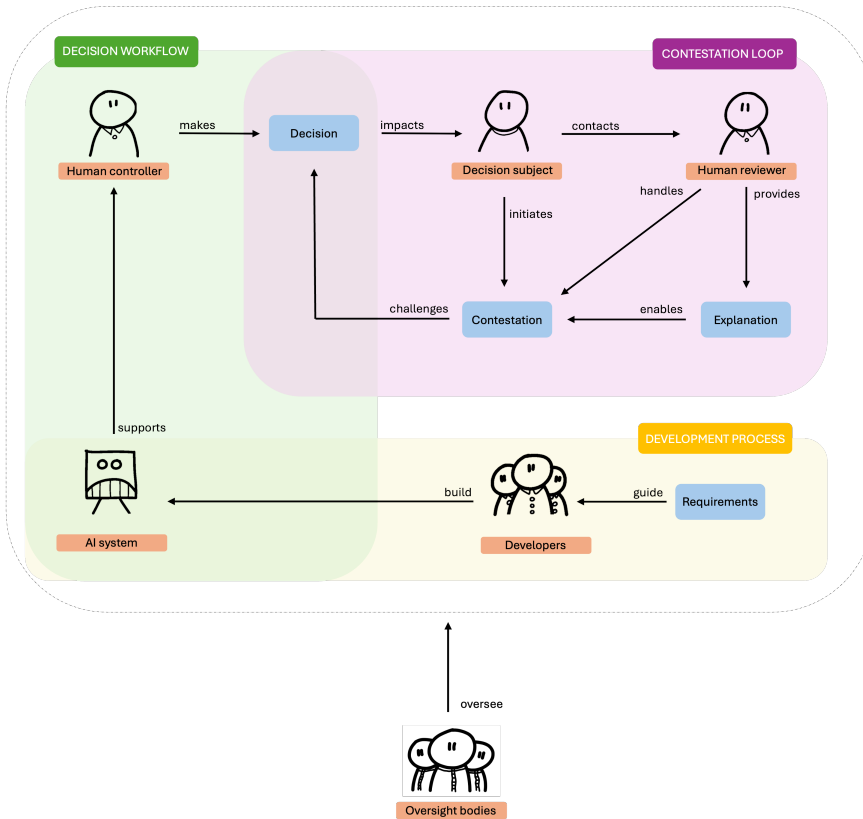 DECISION WORKFLOW
CONTESTATION LOOP
makes
Decision
impacts
contacts
Human controller
Decision subject
Human reviewer
handles
provides
initiates
challenges
Contestation
enables
Explanation
supports
DEVELOPMENT PROCESS
build
guide
Requirements
AI system
Developers
oversee
Oversight bodies